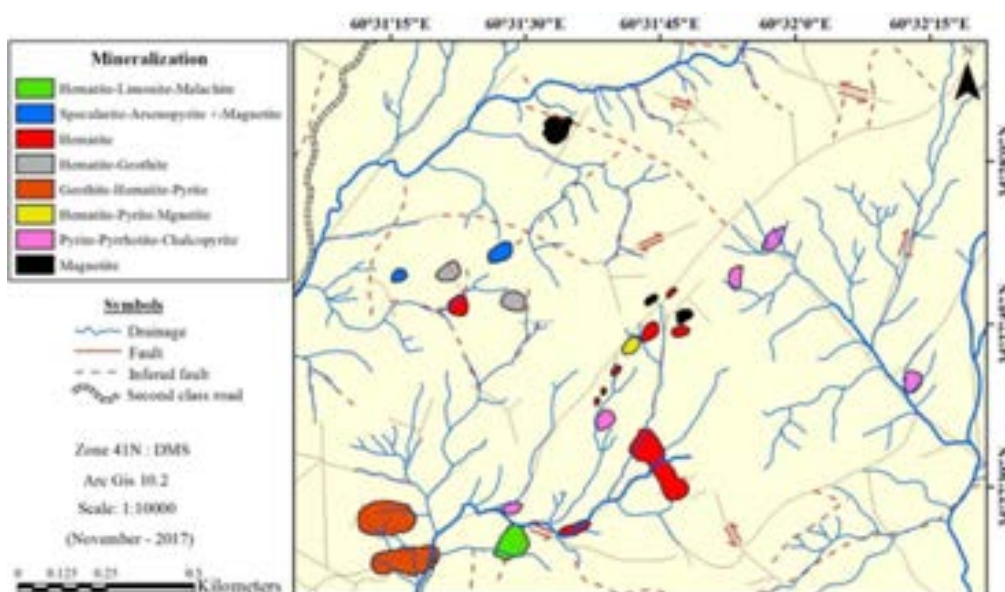 60°31'15"E 60°31'30"E 60°31'45"E 60°32'0"E 60°32'15"E
Mineralization
Hematite-Limonite-Malachite
Specularite-Arsenopyrite +-Magnetite
Hematite
Hematite-Geothite
Geothite-Hematite-Pyrite
Hematite-Pyrite-Mgnetite
Pyrite-Pyrrhotite-Chalcopyrite
Magnetite
Symbols
Drainage
Fault
Infered fault
Second class road
Zone 41N : DMS
Arc Gis 10.2
Scale: 1:10000
(November - 2017)
0 0.125 0.25 0.5
Kilometers